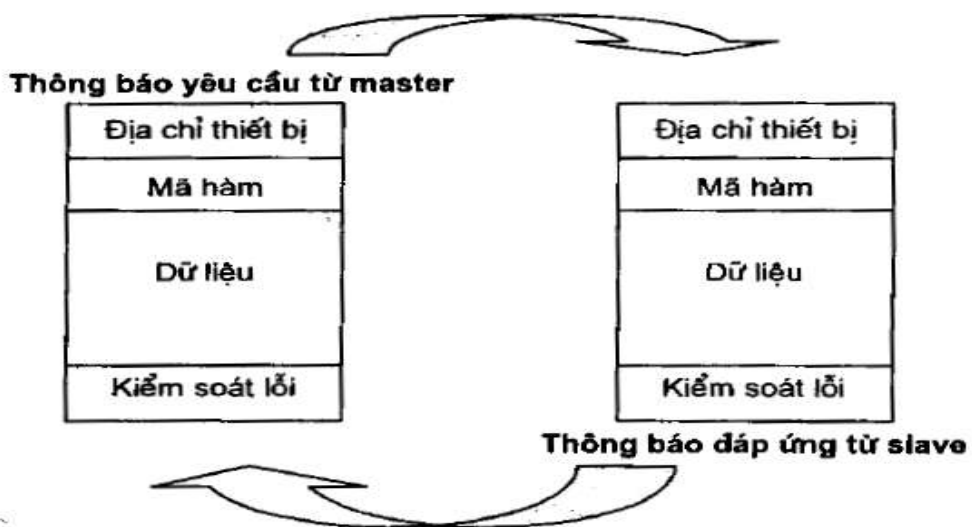 Thông báo yêu cầu từ master
Địa chỉ thiết bị
Mã hàm
Dữ liệu
Kiểm soát lỗi
Địa chỉ thiết bị
Mã hàm
Dữ liệu
Kiểm soát lỗi
Thông báo đáp ứng từ slave